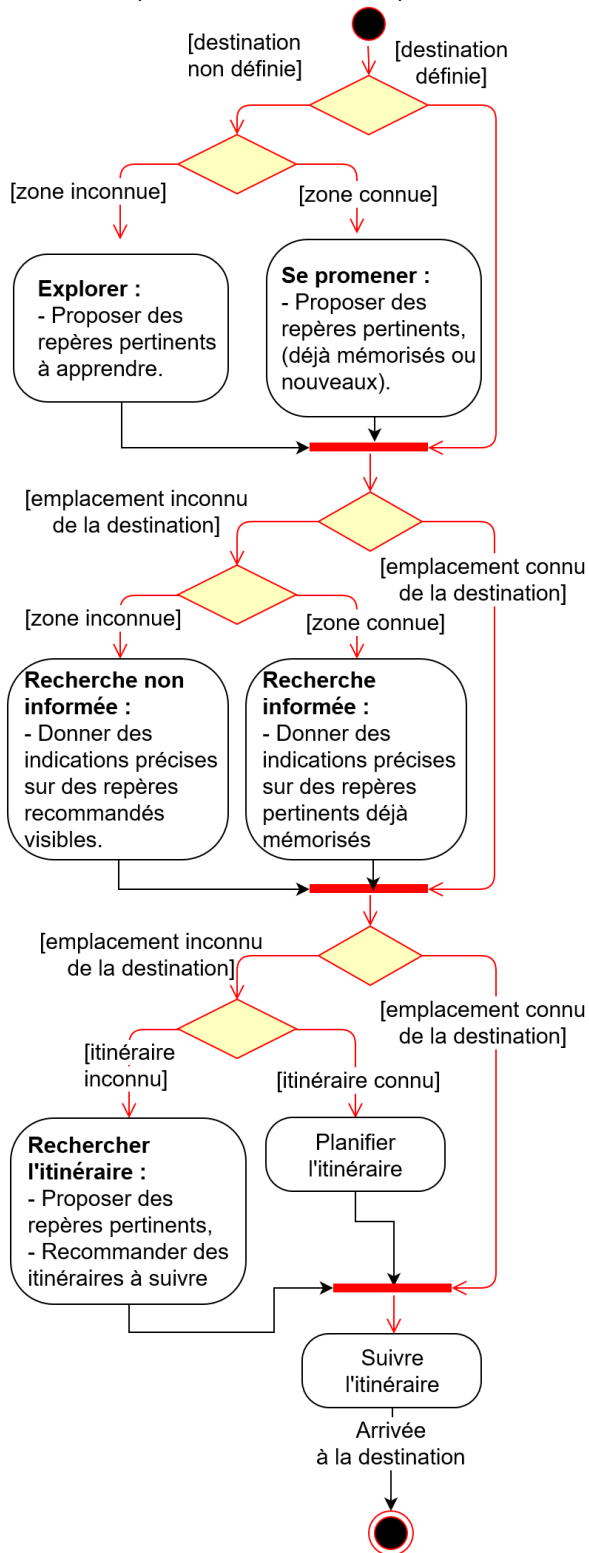 [destination
non définie]
[destination
définie]
[zone inconnue]
[zone connue]
Explorer :
- Proposer des
repères pertinents
à apprendre.
Se promener :
- Proposer des
repères pertinents,
(déjà mémorisés ou
nouveaux).
[emplacement inconnu
de la destination]
[emplacement connu
de la destination]
[zone inconnue]
[zone connue]
Recherche non
informée :
- Donner des
indications précises
sur des repères
recommandés
visibles.
Recherche
informée :
- Donner des
indications précises
sur des repères
pertinents déjà
mémorisés
[emplacement inconnu
de la destination]
[emplacement connu
de la destination]
[itinéraire
inconnu]
[itinéraire connu]
Rechercher
l'itinéraire :
- Proposer des
repères pertinents,
- Recommander des
itinéraires à suivre
Planifier
l'itinéraire
Suivre
l'itinéraire
Arrivée
à la destination